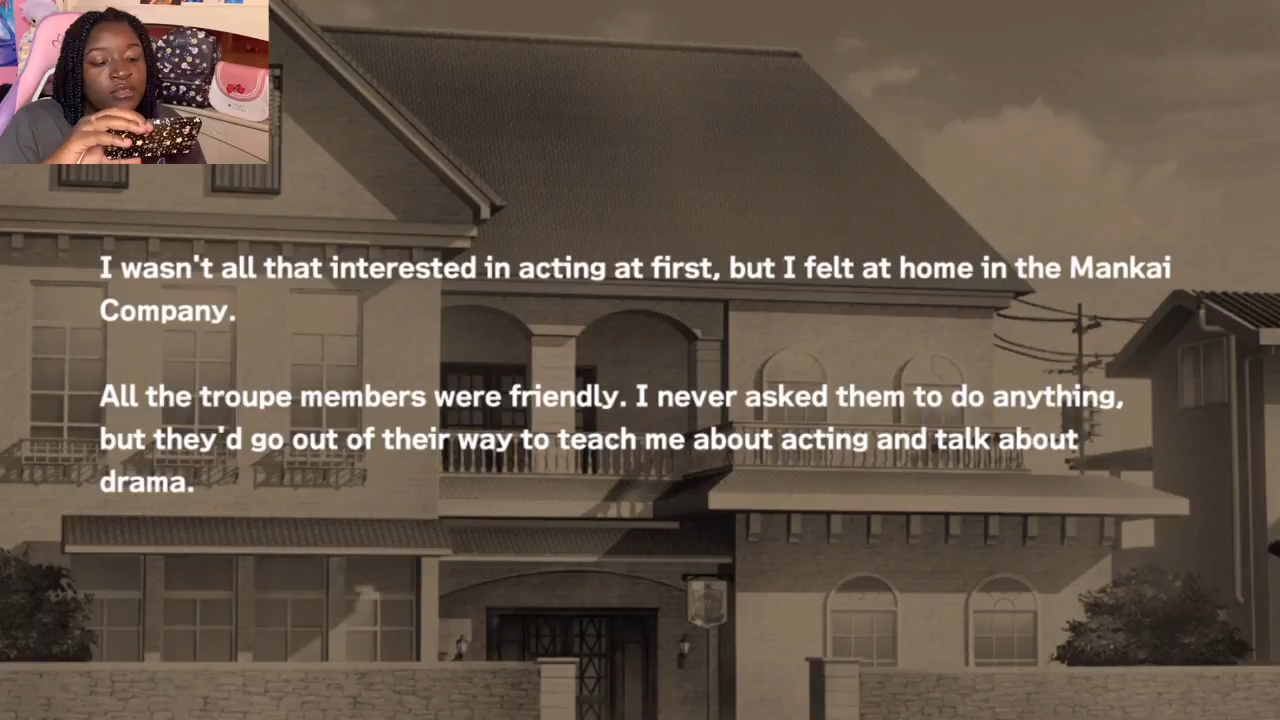 I wasn't all that interested in acting at first, but I felt at home in the Mankai
Company.
All the troupe members were friendly. I never asked them to do anything,
but they'd go out of their way to teach me about acting and talk about
drama.